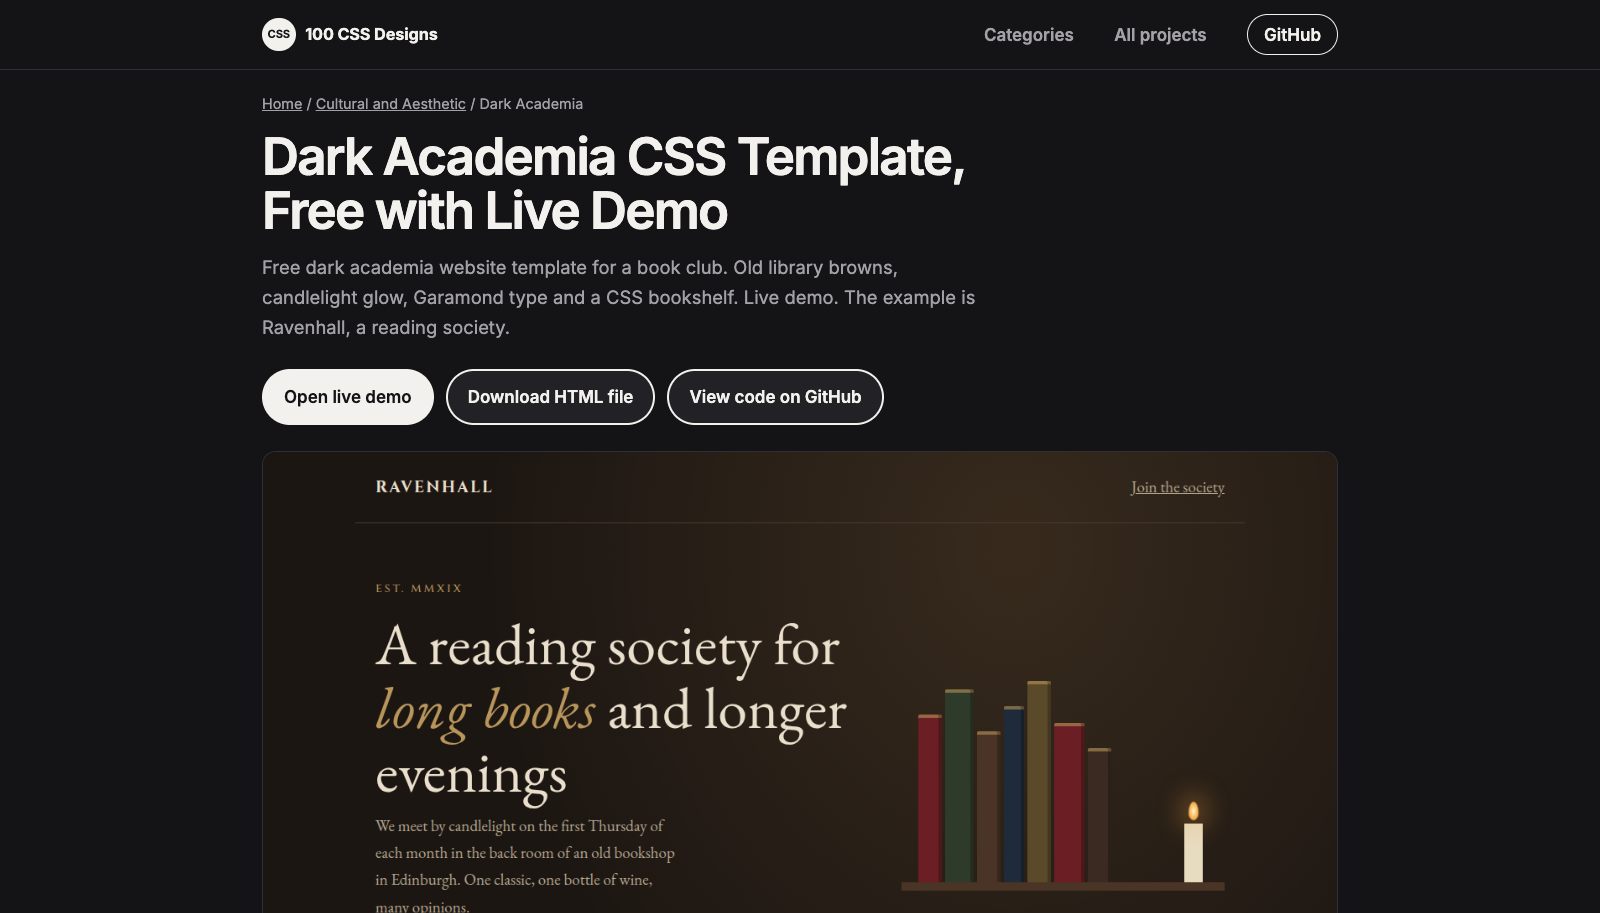 CSS 100 CSS Designs
Categories All projects GitHub
Home / Cultural and Aesthetic / Dark Academia
Dark Academia CSS Template,
Free with Live Demo
Free dark academia website template for a book club. Old library browns,
candlelight glow, Garamond type and a CSS bookshelf. Live demo. The example is
Ravenhall, a reading society.
Open live demo Download HTML file View code on GitHub
RAVENHALL Join the society
EST. MMXIX
A reading society for
long books and longer
evenings
We meet by candlelight on the first Thursday of
each month in the back room of an old bookshop
in Edinburgh. One classic, one bottle of wine,
many opinions.